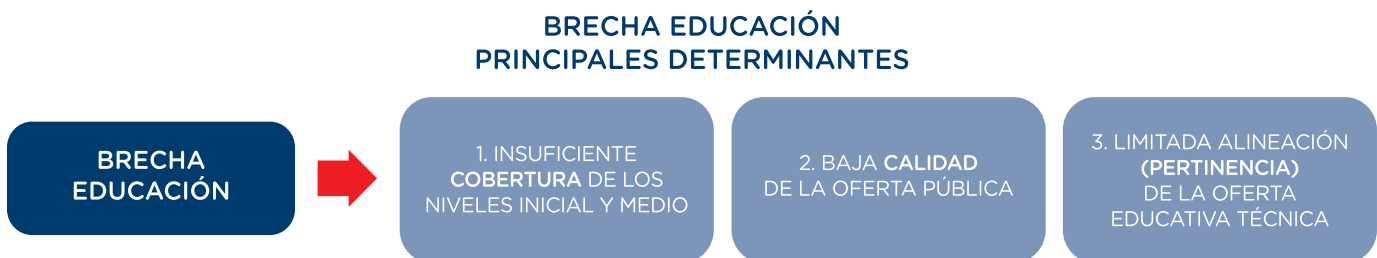 BRECHA EDUCACIÓN
PRINCIPALES DETERMINANTES
BRECHA
EDUCACIÓN
1. INSUFICIENTE
COBERTURA DE LOS
NIVELES INICIAL Y MEDIO
2. BAJA CALIDAD
DE LA OFERTA PÚBLICA
3. LIMITADA ALINEACIÓN
(PERTINENCIA)
DE LA OFERTA
EDUCATIVA TÉCNICA